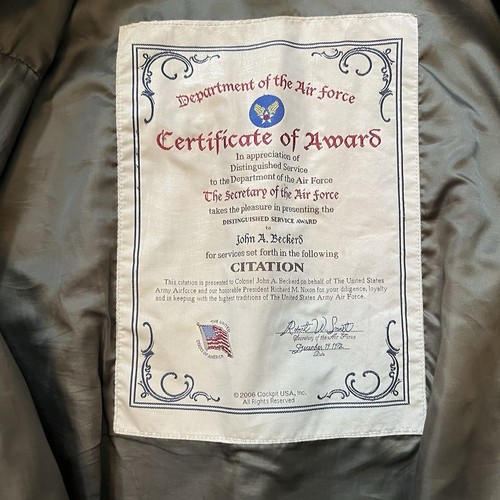 Department of the Air Force
Certificate of Award
In appreciation of
Distinguished Service
to the Department of the Air Force
The Secretary of the Air Force
takes the pleasure in presenting the
DISTINGUISHED SERVICE AWARD
to
John A. Beckerd
for services set forth in the following
CITATION
This citation is presented to Colonel John A. Beckerd on behalf of The United States
Army Airforce and our honorable President Richard M. Nixon for your diligence, loyalty
and in keeping with the highest traditions of The United States Army Air Force.
THE UNITED
STATES OF AMERICA
Secretary of the Air Force
Date
© 2006 Cockpit USA, Inc.
All Rights Reserved